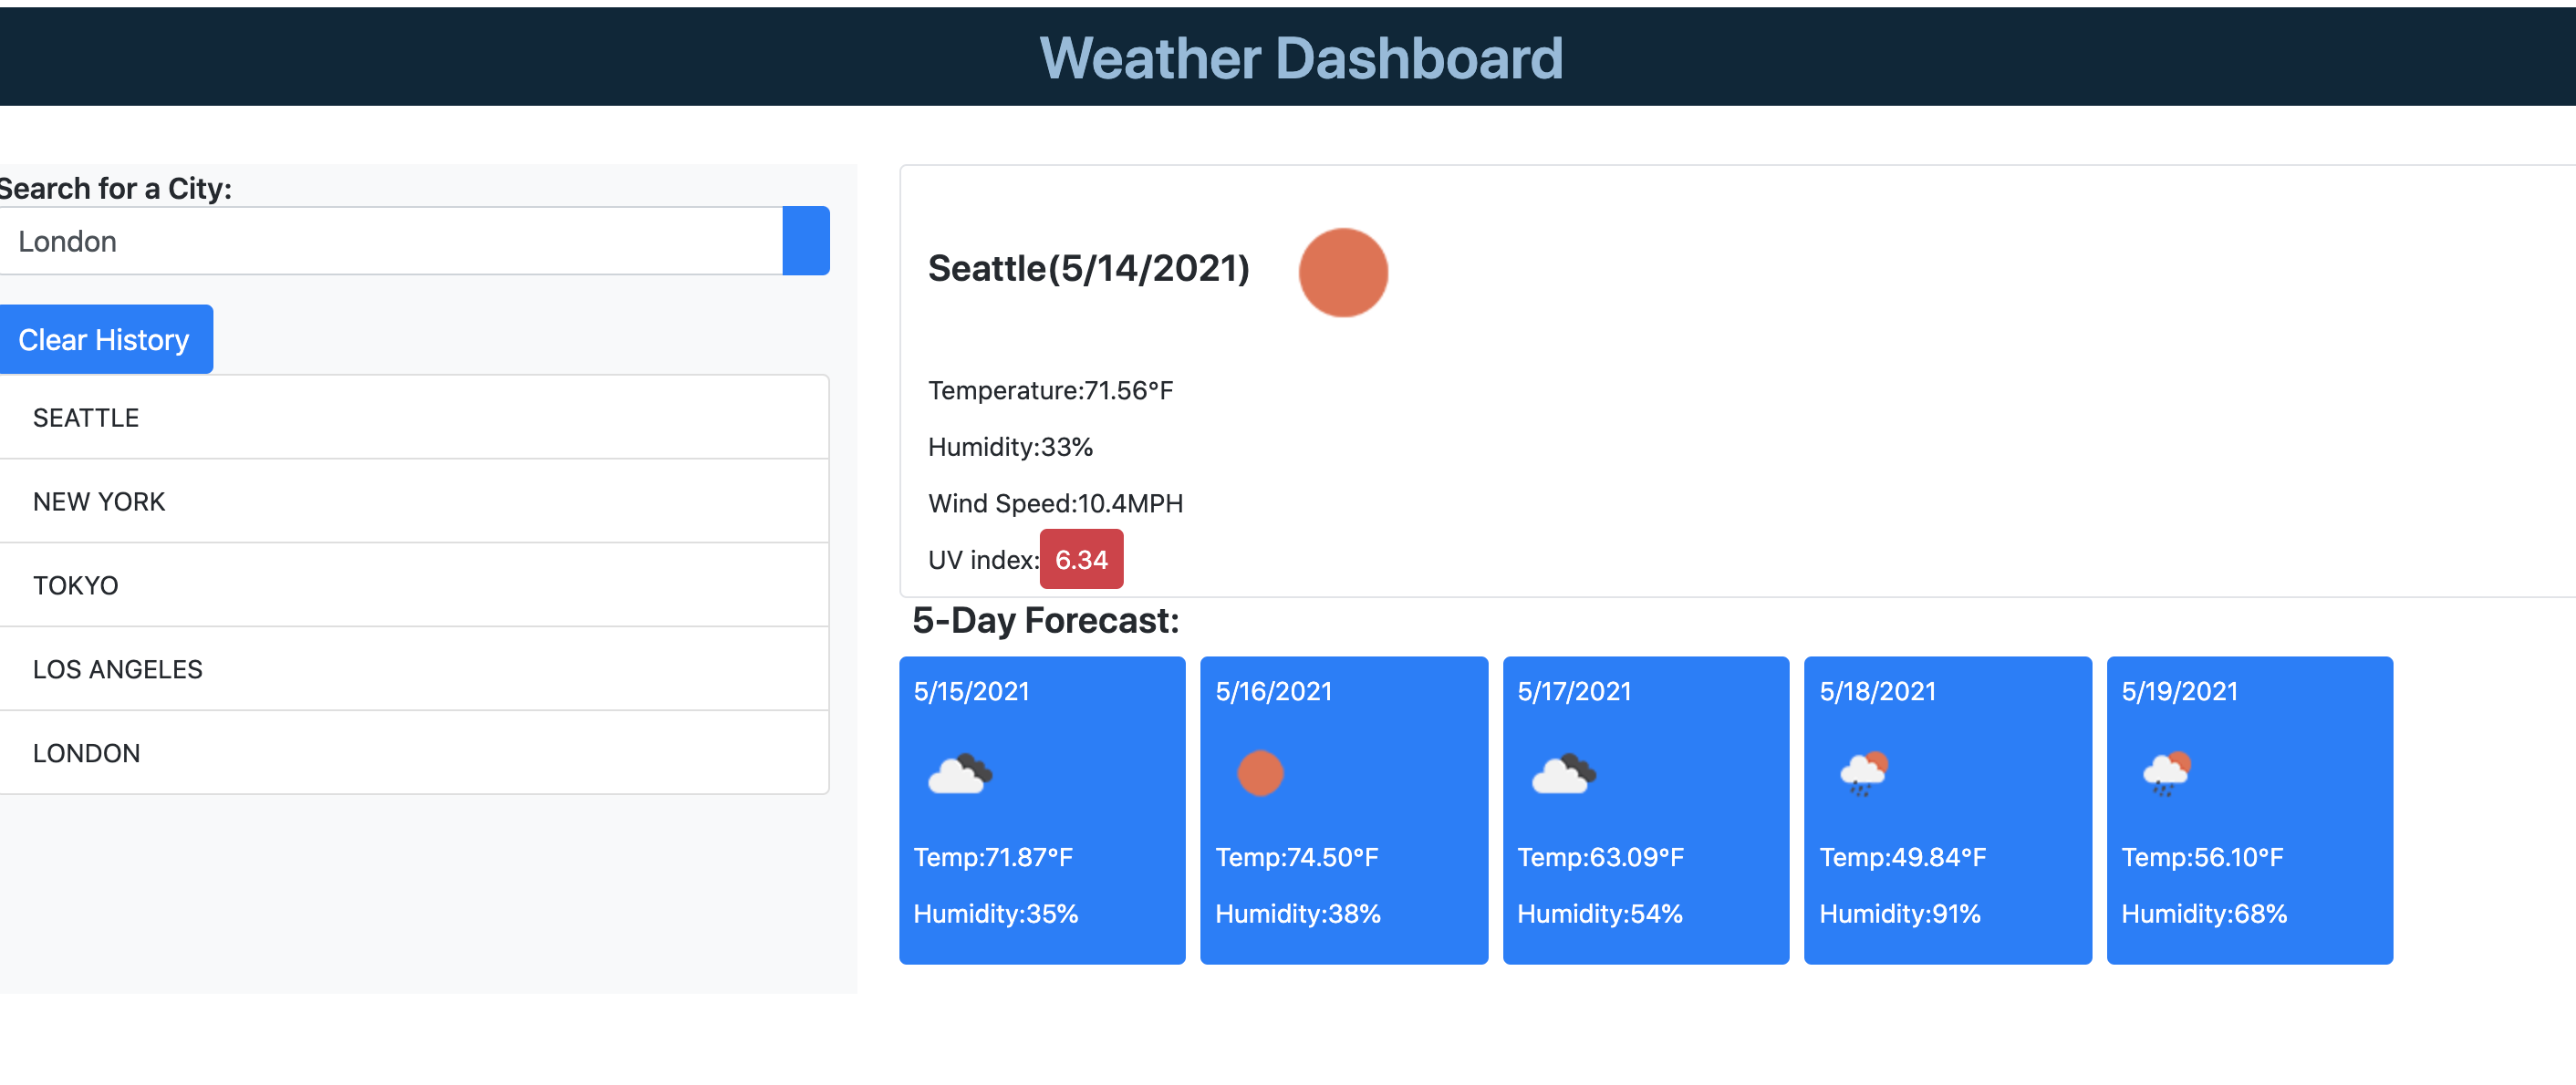 Weather Dashboard
Search for a City:
London
Clear History
SEATTLE
NEW YORK
TOKYO
LOS ANGELES
LONDON
Seattle(5/14/2021)
Temperature:71.56°F
Humidity:33%
Wind Speed:10.4MPH
UV index:6.34
5-Day Forecast:
5/15/2021
Temp:71.87°F
Humidity:35%
5/16/2021
Temp:74.50°F
Humidity:38%
5/17/2021
Temp:63.09°F
Humidity:54%
5/18/2021
Temp:49.84°F
Humidity:91%
5/19/2021
Temp:56.10°F
Humidity:68%